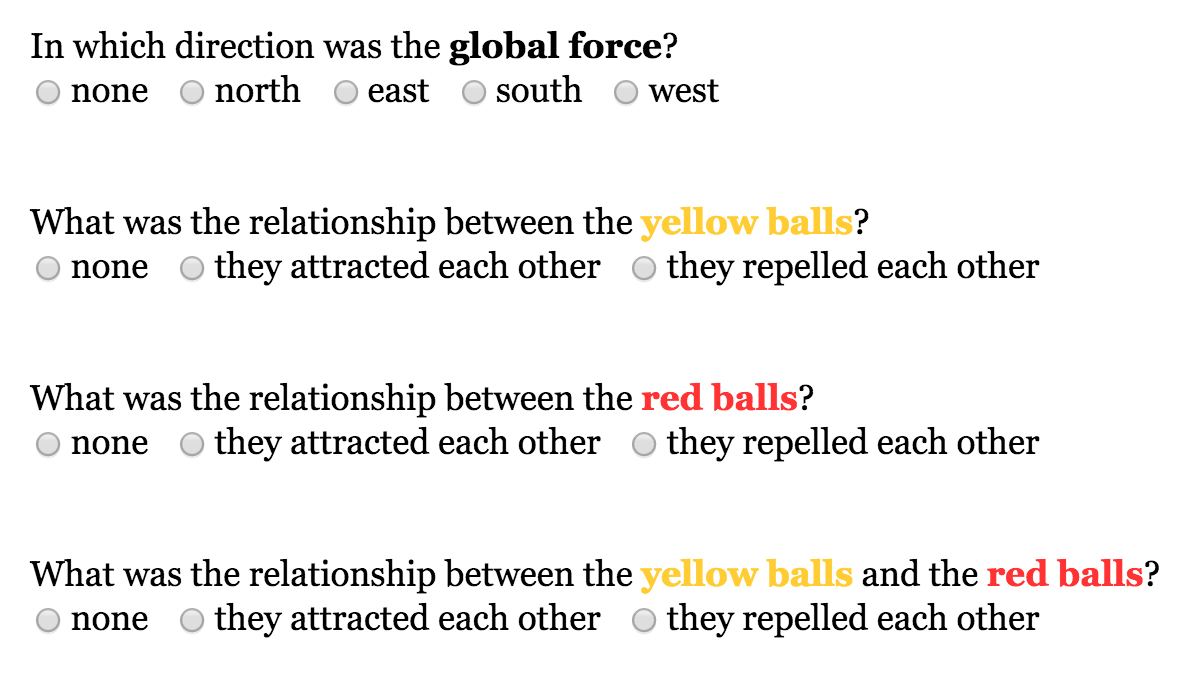 In which direction was the global force?
none north east south west
What was the relationship between the yellow balls?
none they attracted each other they repelled each other
What was the relationship between the red balls?
none they attracted each other they repelled each other
What was the relationship between the yellow balls and the red balls?
none they attracted each other they repelled each other